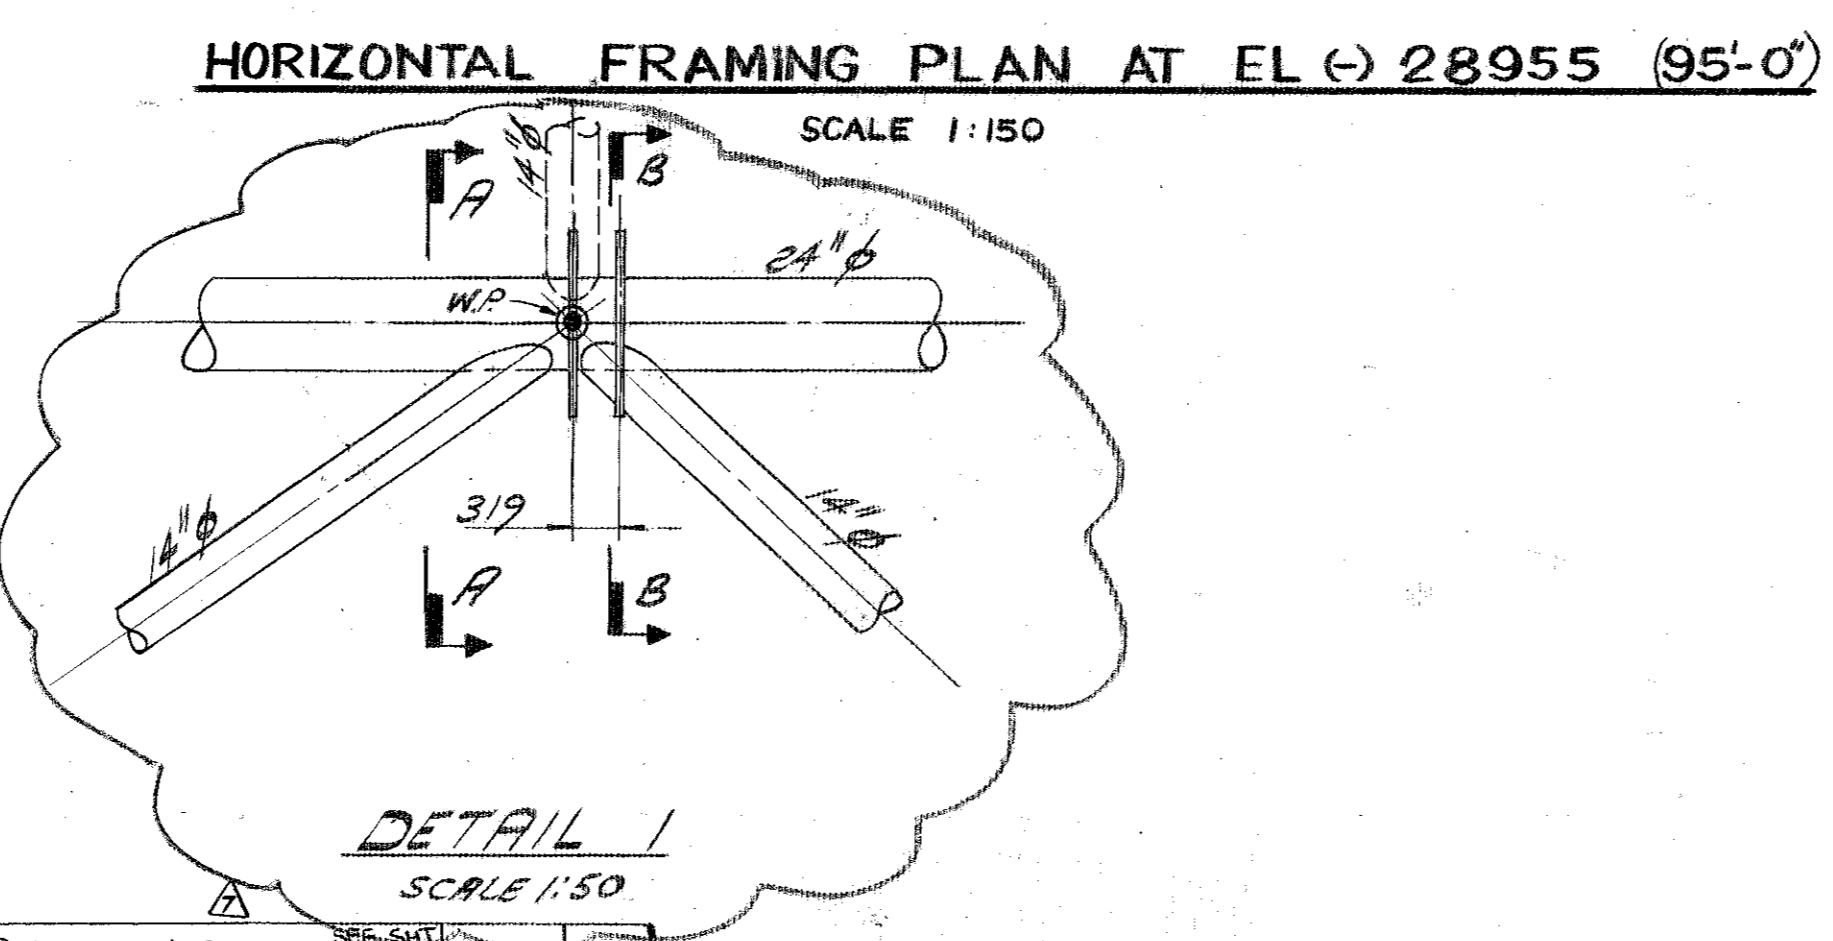 HORIZONTAL FRAMING PLAN AT EL (-) 28955 (95'-0")
SCALE 1:150
A
14"ϕ
B
24"ϕ
W.P.
319
14"ϕ
14"ϕ
A
B
DETAIL 1
SCALE 1:50
7
SEE SHT